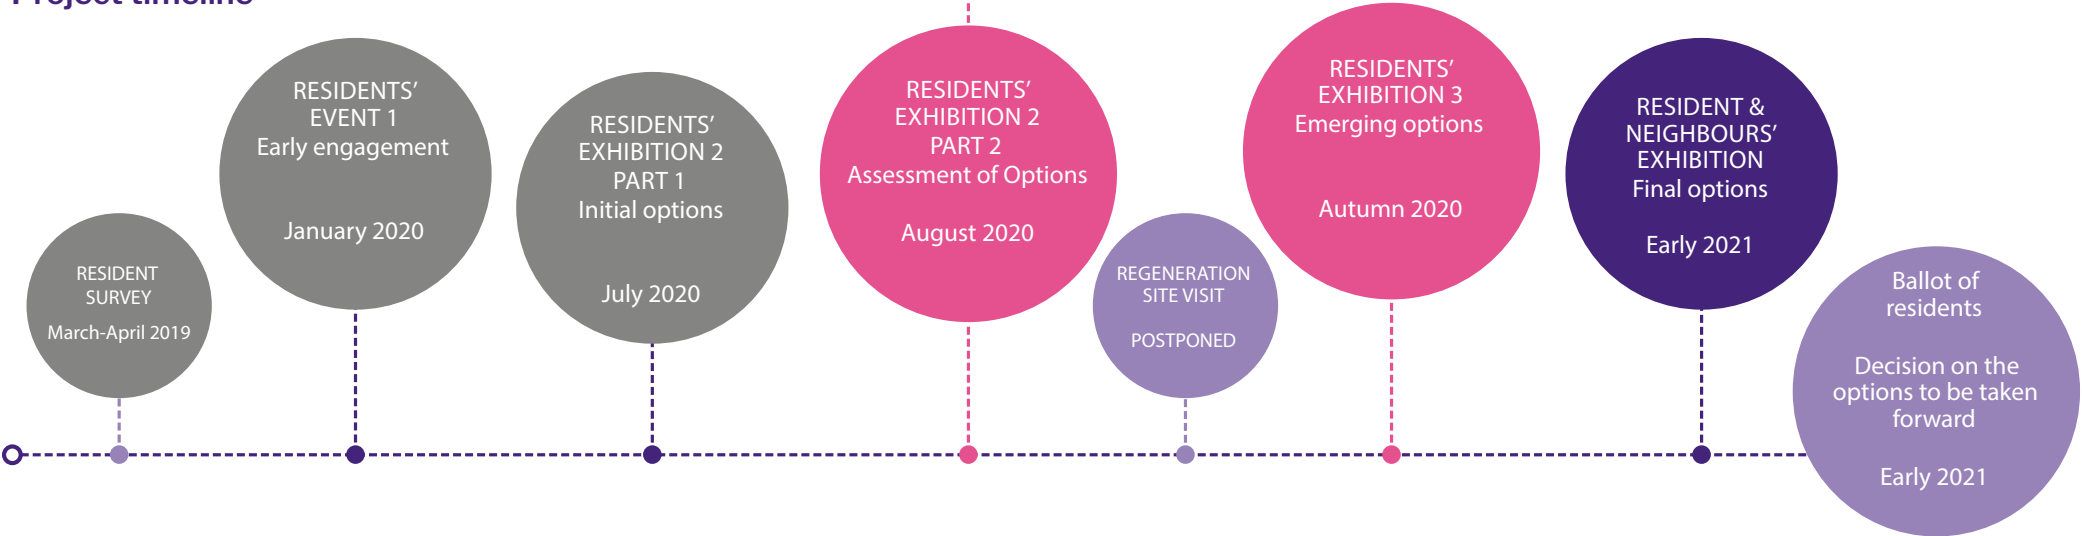 Project timeline
RESIDENT
SURVEY
March-April 2019
RESIDENTS’
EVENT 1
Early engagement
January 2020
RESIDENTS’
EXHIBITION 2
PART 1
Initial options
July 2020
RESIDENTS’
EXHIBITION 2
PART 2
Assessment of Options
August 2020
REGENERATION
SITE VISIT
POSTPONED
RESIDENTS’
EXHIBITION 3
Emerging options
Autumn 2020
RESIDENT &
NEIGHBOURS’
EXHIBITION
Final options
Early 2021
Ballot of
residents
Decision on the
options to be taken
forward
Early 2021